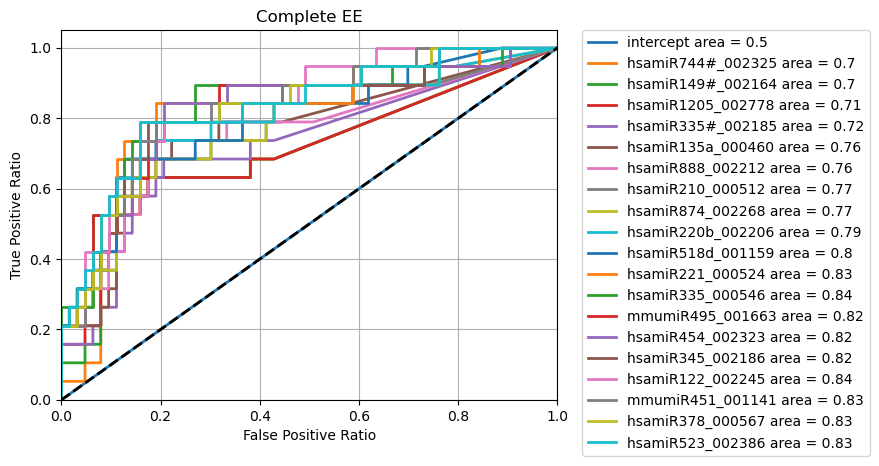 Complete EE
True Positive Ratio
1.0
0.8
0.6
0.4
0.2
0.0
0.0 0.2 0.4 0.6 0.8 1.0
False Positive Ratio
intercept area = 0.5
hsamiR744#_002325 area = 0.7
hsamiR149#_002164 area = 0.7
hsamiR1205_002778 area = 0.71
hsamiR335#_002185 area = 0.72
hsamiR135a_000460 area = 0.76
hsamiR888_002212 area = 0.76
hsamiR210_000512 area = 0.77
hsamiR874_002268 area = 0.77
hsamiR220b_002206 area = 0.79
hsamiR518d_001159 area = 0.8
hsamiR221_000524 area = 0.83
hsamiR335_000546 area = 0.84
mmumiR495_001663 area = 0.82
hsamiR454_002323 area = 0.82
hsamiR345_002186 area = 0.82
hsamiR122_002245 area = 0.84
mmumiR451_001141 area = 0.83
hsamiR378_000567 area = 0.83
hsamiR523_002386 area = 0.83